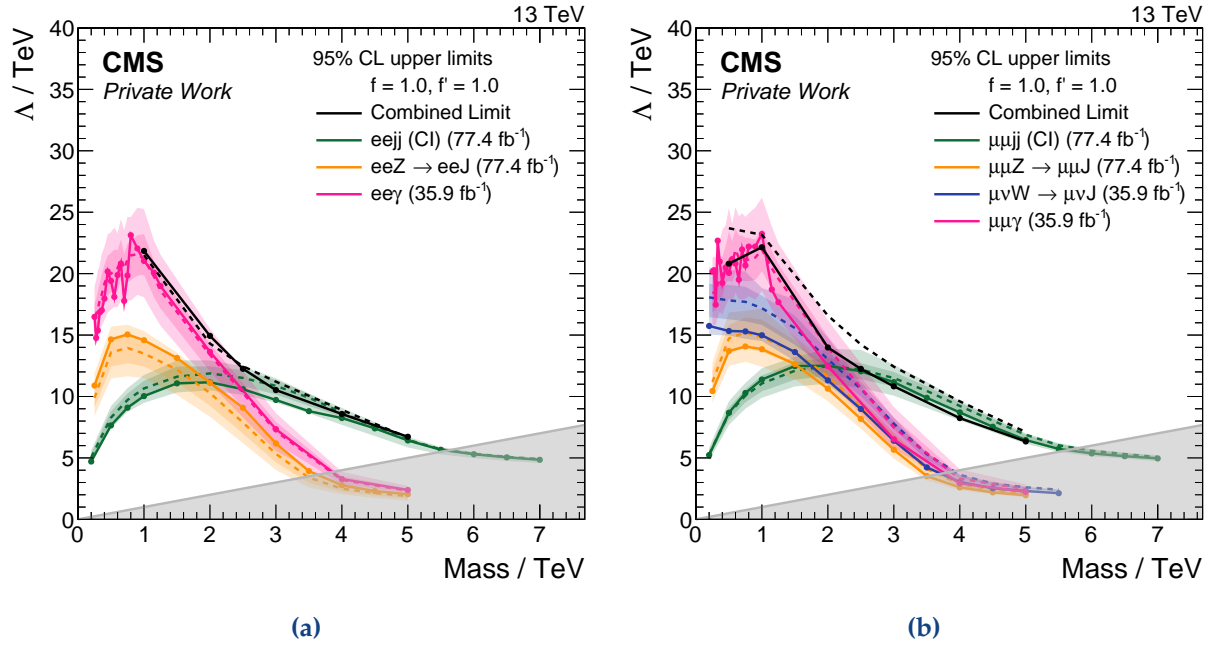 13 TeV
Λ / TeV
40
35
30
25
20
15
10
5
0
CMS
Private Work
95% CL upper limits
f = 1.0, f' = 1.0
Combined Limit
eejj (CI) (77.4 fb⁻¹)
eeZ → eeJ (77.4 fb⁻¹)
eeγ (35.9 fb⁻¹)
0 1 2 3 4 5 6 7
Mass / TeV
(a)
13 TeV
Λ / TeV
40
35
30
25
20
15
10
5
0
CMS
Private Work
95% CL upper limits
f = 1.0, f' = 1.0
Combined Limit
μμjj (CI) (77.4 fb⁻¹)
μμZ → μμJ (77.4 fb⁻¹)
μνW → μνJ (35.9 fb⁻¹)
μμγ (35.9 fb⁻¹)
0 1 2 3 4 5 6 7
Mass / TeV
(b)